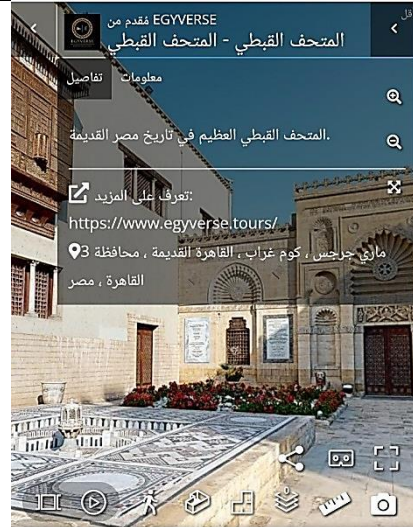 مُقدم من EGYVERSE
المتحف القبطي - المتحف القبطي
تفاصيل معلومات
المتحف القبطي العظيم في تاريخ مصر القديمة.
تعرف على المزيد:
https://www.egyverse.tours/
3 ماري جرجس ، كوم غراب ، القاهرة القديمة ، محافظة
القاهرة ، مصر